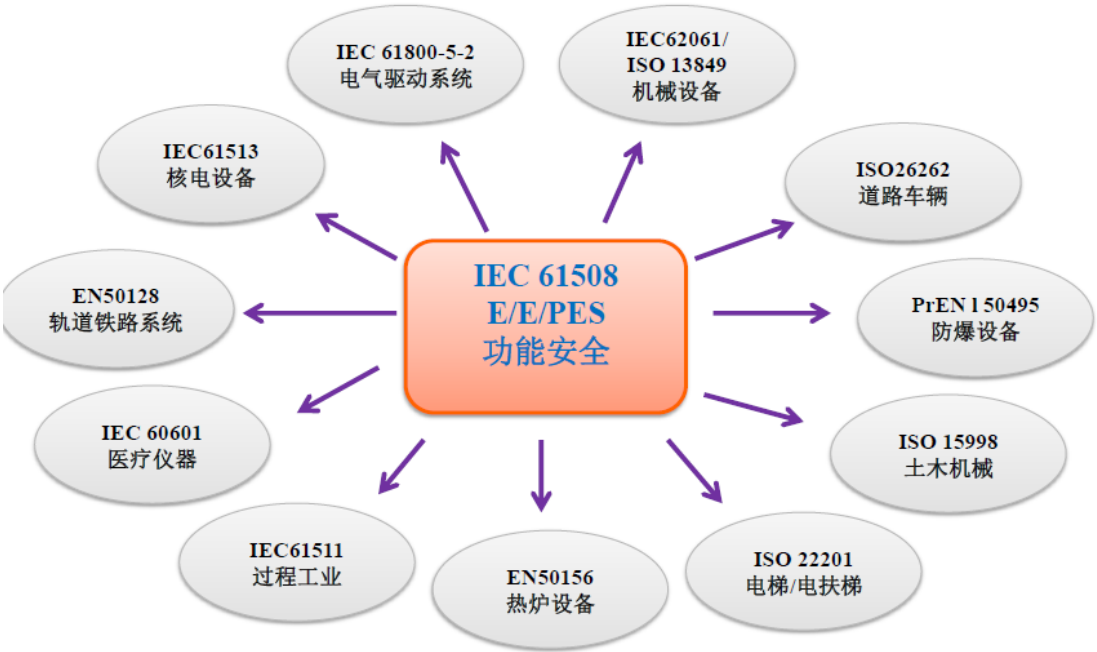 IEC 61800-5-2
电气驱动系统
IEC62061/
ISO 13849
机械设备
IEC61513
核电设备
ISO26262
道路车辆
IEC 61508
E/E/PES
功能安全
EN50128
轨道铁路系统
PrEN l 50495
防爆设备
IEC 60601
医疗仪器
ISO 15998
土木机械
IEC61511
过程工业
EN50156
热炉设备
ISO 22201
电梯/电扶梯